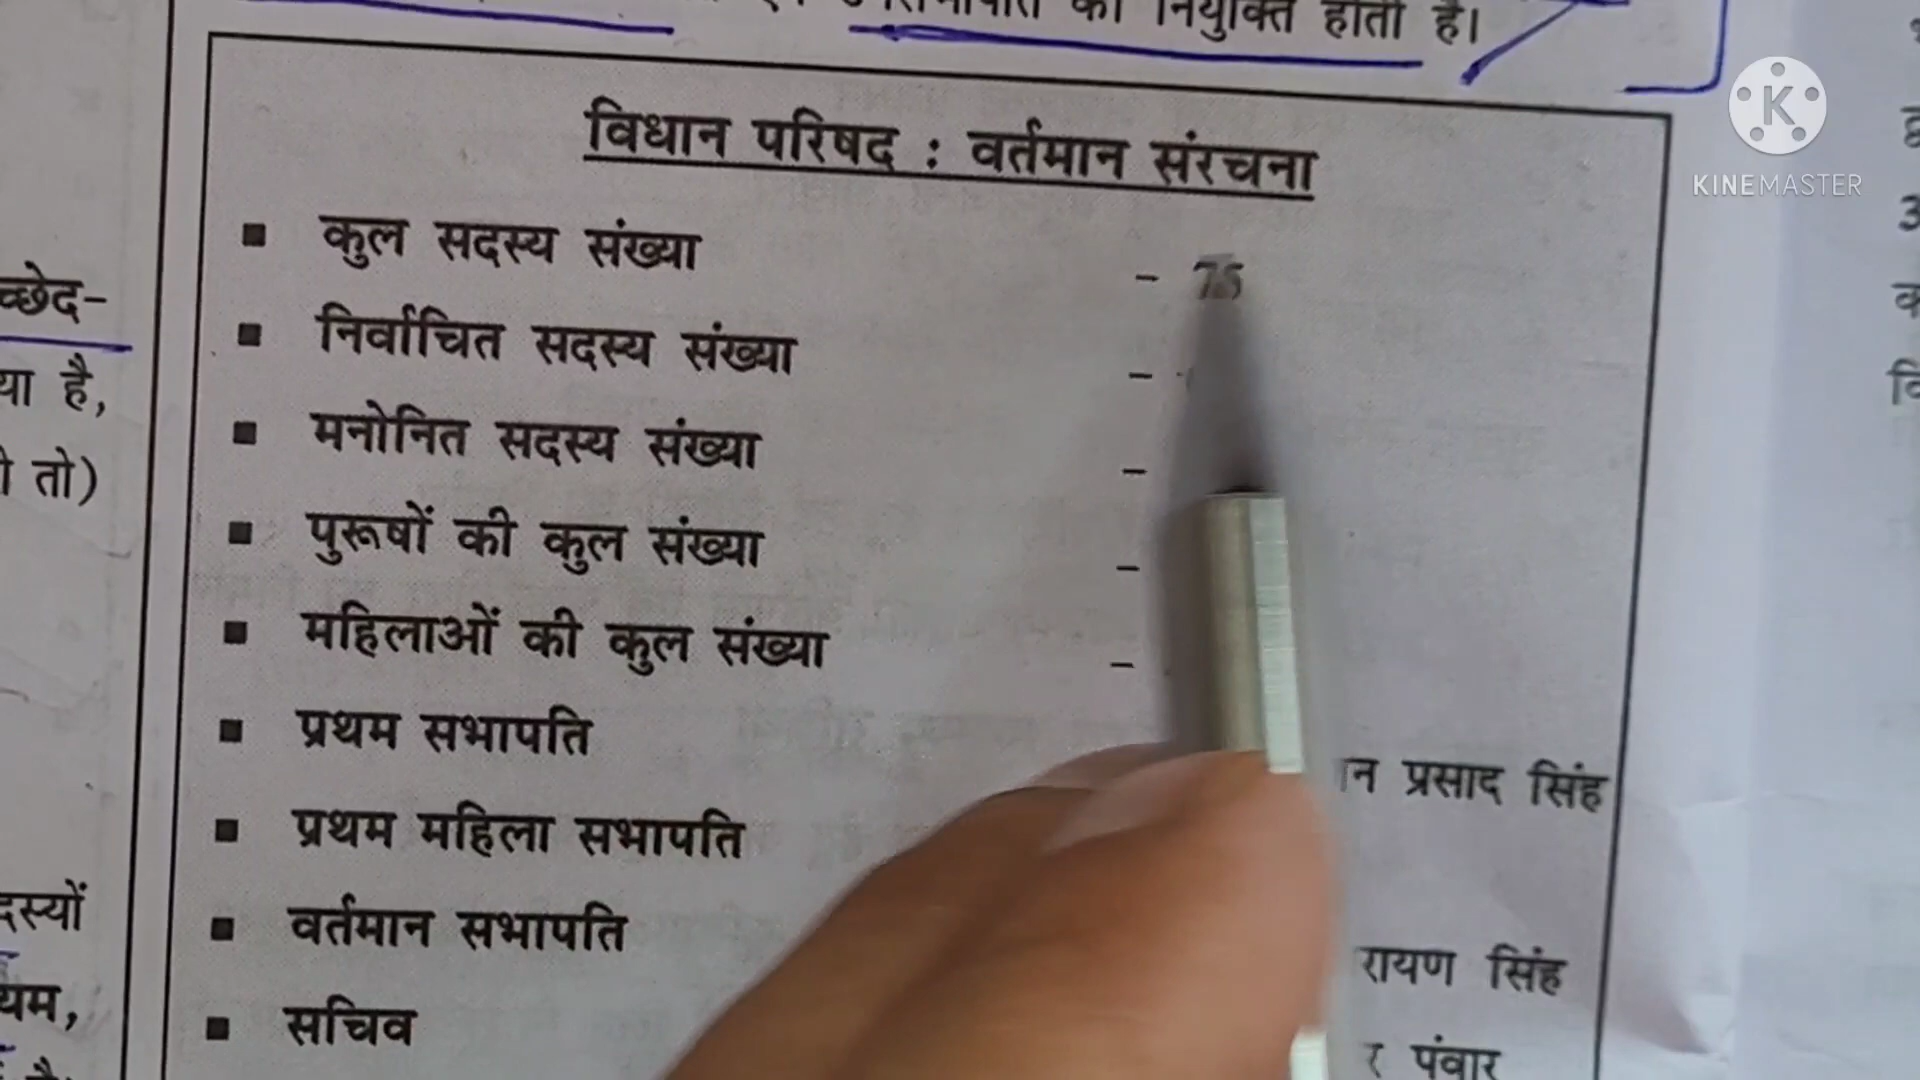 की नियुक्ति होती है।
विधान परिषद : वर्तमान संरचना
▪ कुल सदस्य संख्या - 75
▪ निर्वाचित सदस्य संख्या -
▪ मनोनित सदस्य संख्या -
▪ पुरूषों की कुल संख्या -
▪ महिलाओं की कुल संख्या -
▪ प्रथम सभापति प्रसाद सिंह
▪ प्रथम महिला सभापति
▪ वर्तमान सभापति रायण सिंह
▪ सचिव र पंवार
च्छेद-
या है,
तो)
दस्यों
थम,
है।
KINEMASTER